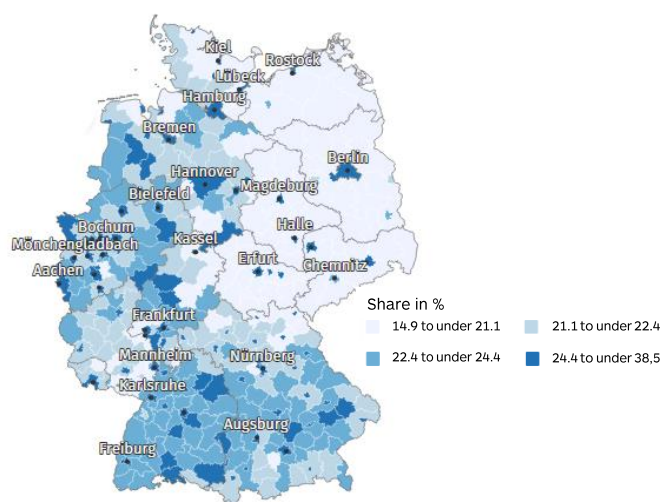 Kiel
Rostock
Lübeck
Hamburg
Bremen
Berlin
Hannover
Magdeburg
Bielefeld
Halle
Bochum
Kassel
Mönchengladbach
Erfurt
Chemnitz
Aachen
Frankfurt
Mannheim
Nürnberg
Karlsruhe
Augsburg
Freiburg
Share in %
14.9 to under 21.1 21.1 to under 22.4
22.4 to under 24.4 24.4 to under 38,5